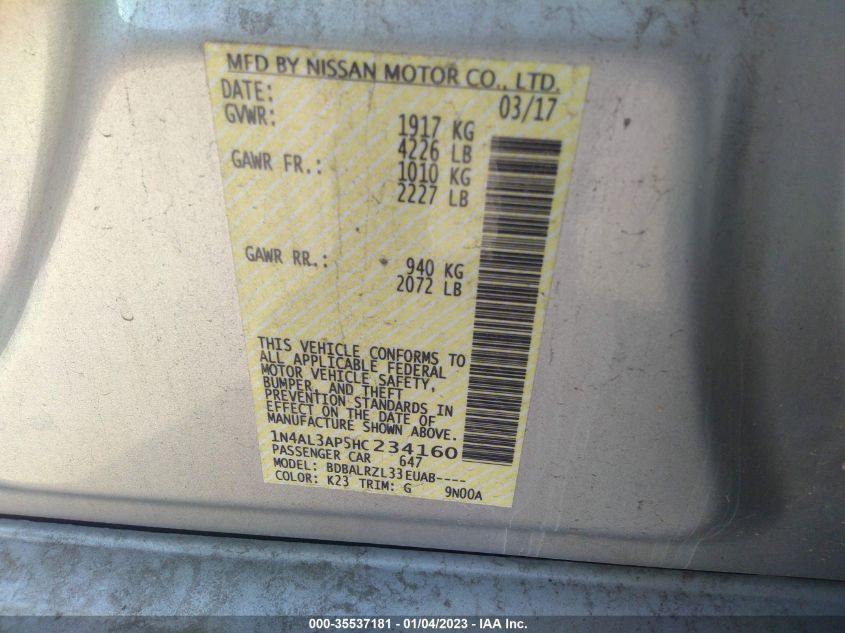 MFD BY NISSAN MOTOR CO., LTD.
DATE: 03/17
GVWR: 1917 KG
4226 LB
GAWR FR.: 1010 KG
2227 LB
GAWR RR.: 940 KG
2072 LB
THIS VEHICLE CONFORMS TO
ALL APPLICABLE FEDERAL
MOTOR VEHICLE SAFETY,
BUMPER, AND THEFT
PREVENTION STANDARDS IN
EFFECT ON THE DATE OF
MANUFACTURE SHOWN ABOVE.
1N4AL3AP5HC234160
PASSENGER CAR 647
MODEL: BDBALRZL33EUAB----
COLOR: K23 TRIM: G 9N00A
000-35537181 - 01/04/2023 - IAA Inc.